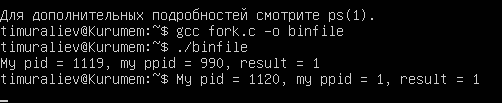 Для дополнительных подробностей смотрите ps(1).
timuraliev@Kurumem:~$ gcc fork.c -o binfile
timuraliev@Kurumem:~$ ./binfile
My pid = 1119, my ppid = 990, result = 1
timuraliev@Kurumem:~$ My pid = 1120, my ppid = 1, result = 1